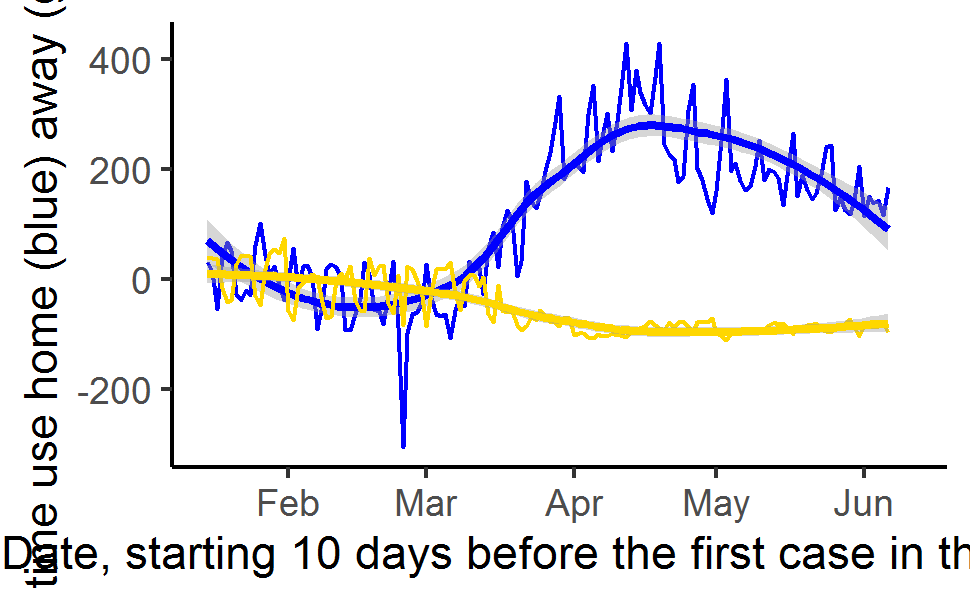 time use home (blue) away (
400
200
0
-200
Feb Mar Apr May Jun
Date, starting 10 days before the first case in th